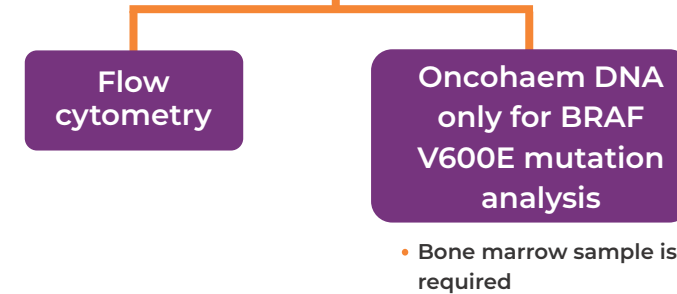 Flow
cytometry
Oncohaem DNA
only for BRAF
V600E mutation
analysis
• Bone marrow sample is
required